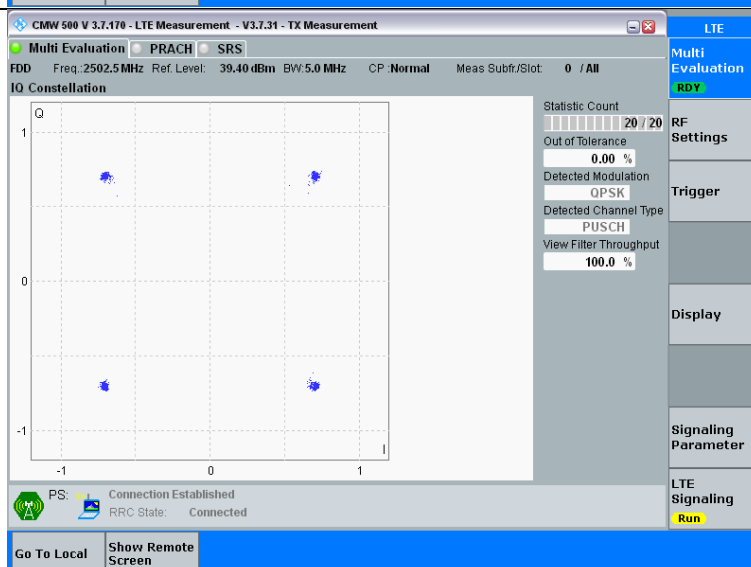 CMW 500 V 3.7.170 - LTE Measurement - V3.7.31 - TX Measurement
LTE
Multi Evaluation PRACH SRS
FDD Freq.:2502.5 MHz Ref. Level: 39.40 dBm BW:5.0 MHz CP :Normal Meas Subfr./Slot: 0 / All
IQ Constellation
Q
1
0
-1
I
-1 0 1
Statistic Count
20 / 20
Out of Tolerance
0.00 %
Detected Modulation
QPSK
Detected Channel Type
PUSCH
View Filter Throughput
100.0 %
Multi
Evaluation
RDY
RF
Settings
Trigger
Display
Signaling
Parameter
LTE
Signaling
Run
PS: Connection Established
RRC State: Connected
Go To Local
Show Remote
Screen